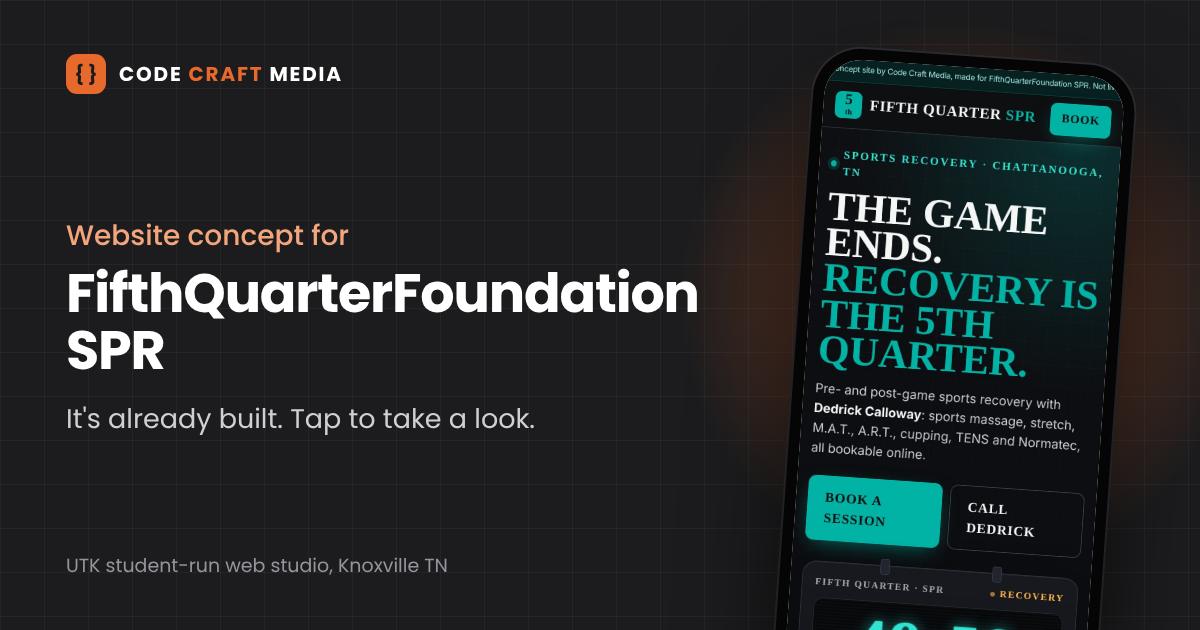 { } CODE CRAFT MEDIA
Website concept for
FifthQuarterFoundation
SPR
It's already built. Tap to take a look.
UTK student-run web studio, Knoxville TN
concept site by Code Craft Media, made for FifthQuarterFoundation SPR. Not
5
th
FIFTH QUARTER SPR
BOOK
SPORTS RECOVERY · CHATTANOOGA,
TN
THE GAME
ENDS.
RECOVERY IS
THE 5TH
QUARTER.
Pre- and post-game sports recovery with
Dedrick Calloway: sports massage, stretch,
M.A.T., A.R.T., cupping, TENS and Normatec,
all bookable online.
BOOK A
SESSION
CALL
DEDRICK
FIFTH QUARTER · SPR
RECOVERY